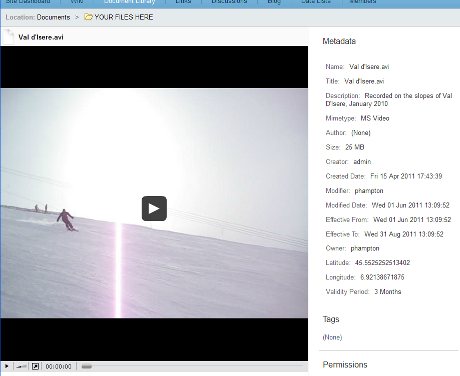 Site Dashboard Wiki Document Library Links Discussions Blog Data Lists Members
Location: Documents > YOUR FILES HERE
Val d'Isere.avi
Metadata
Name: Val d'Isere.avi
Title: Val d'Isere.avi
Description: Recorded on the slopes of Val
D'Isere, January 2010
Mimetype: MS Video
Author: (None)
Size: 25 MB
Creator: admin
Created Date: Fri 15 Apr 2011 17:43:39
Modifier: phampton
Modified Date: Wed 01 Jun 2011 13:09:52
Effective From: Wed 01 Jun 2011 13:09:52
Effective To: Wed 31 Aug 2011 13:09:52
Owner: phampton
Latitude: 45.5525252513402
Longitude: 6.92138671875
Validity Period: 3 Months
00:00:00
Tags
(None)
Permissions